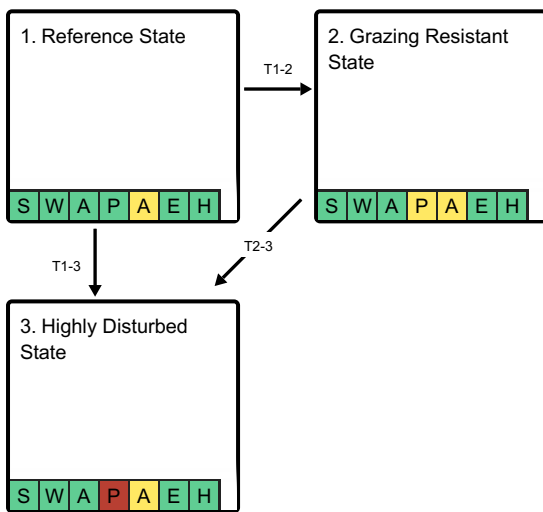 1. Reference State
2. Grazing Resistant
State
T1-2
S W A P A E H
S W A P A E H
T1-3
T2-3
3. Highly Disturbed
State
S W A P A E H